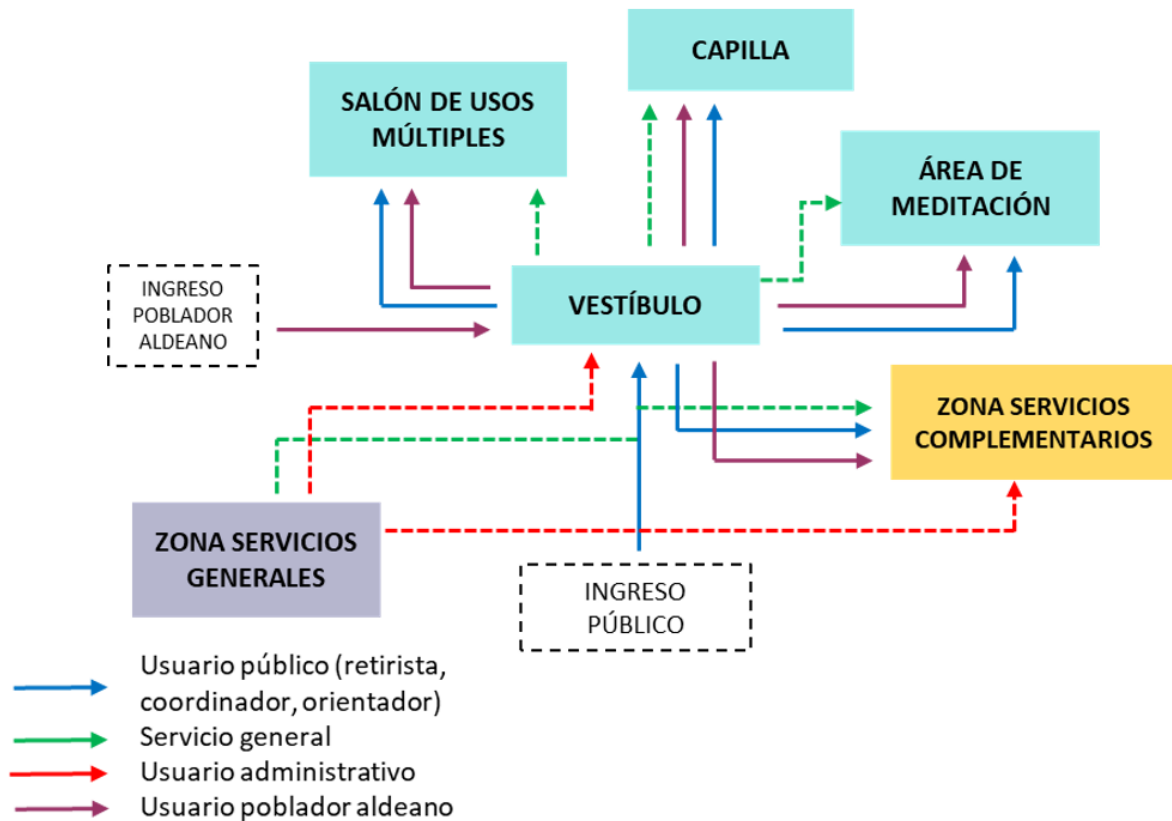 CAPILLA
SALÓN DE USOS
MÚLTIPLES
ÁREA DE
MEDITACIÓN
INGRESO
POBLADOR
ALDEANO
VESTÍBULO
ZONA SERVICIOS
COMPLEMENTARIOS
ZONA SERVICIOS
GENERALES
INGRESO
PÚBLICO
Usuario público (retirista,
coordinador, orientador)
Servicio general
Usuario administrativo
Usuario poblador aldeano